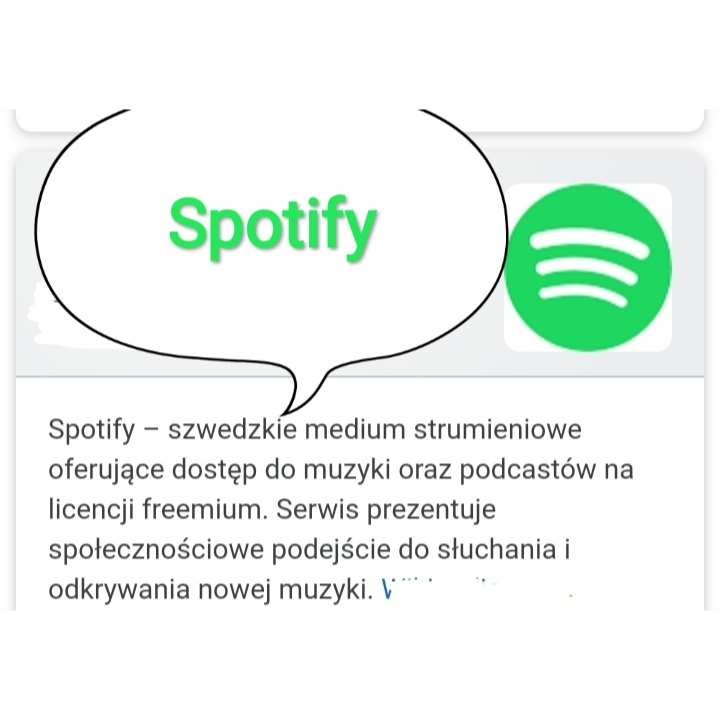 Spotify
Spotify – szwedzkie medium strumieniowe
oferujące dostęp do muzyki oraz podcastów na
licencji freemium. Serwis prezentuje
społecznościowe podejście do słuchania i
odkrywania nowej muzyki.